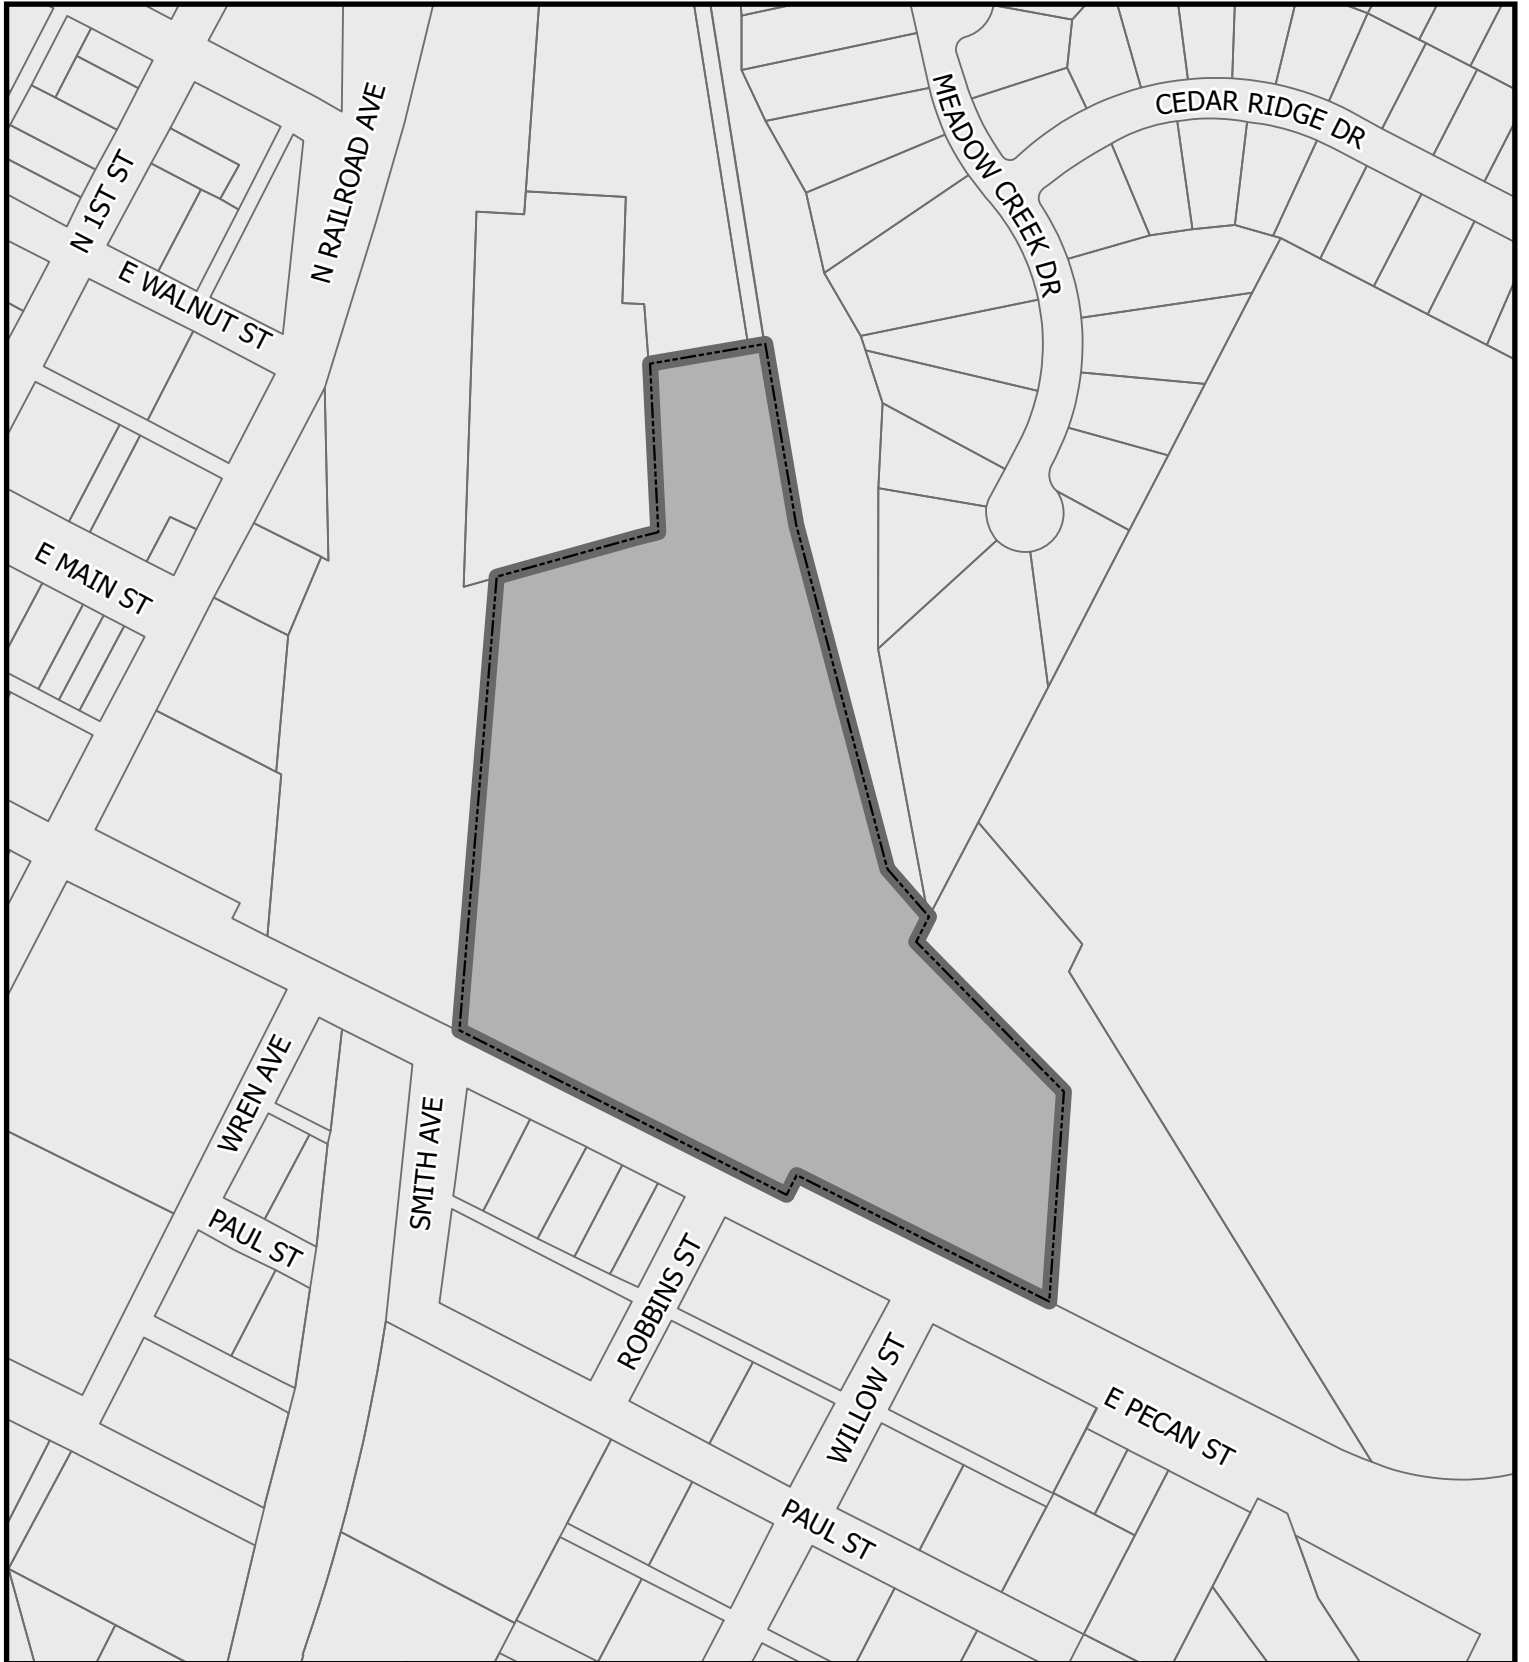 CEDAR RIDGE DR
MEADOW CREEK DR
N RAILROAD AVE
N 1ST ST
E WALNUT ST
E MAIN ST
WREN AVE
SMITH AVE
PAUL ST
ROBBINS ST
WILLOW ST
E PECAN ST
PAUL ST